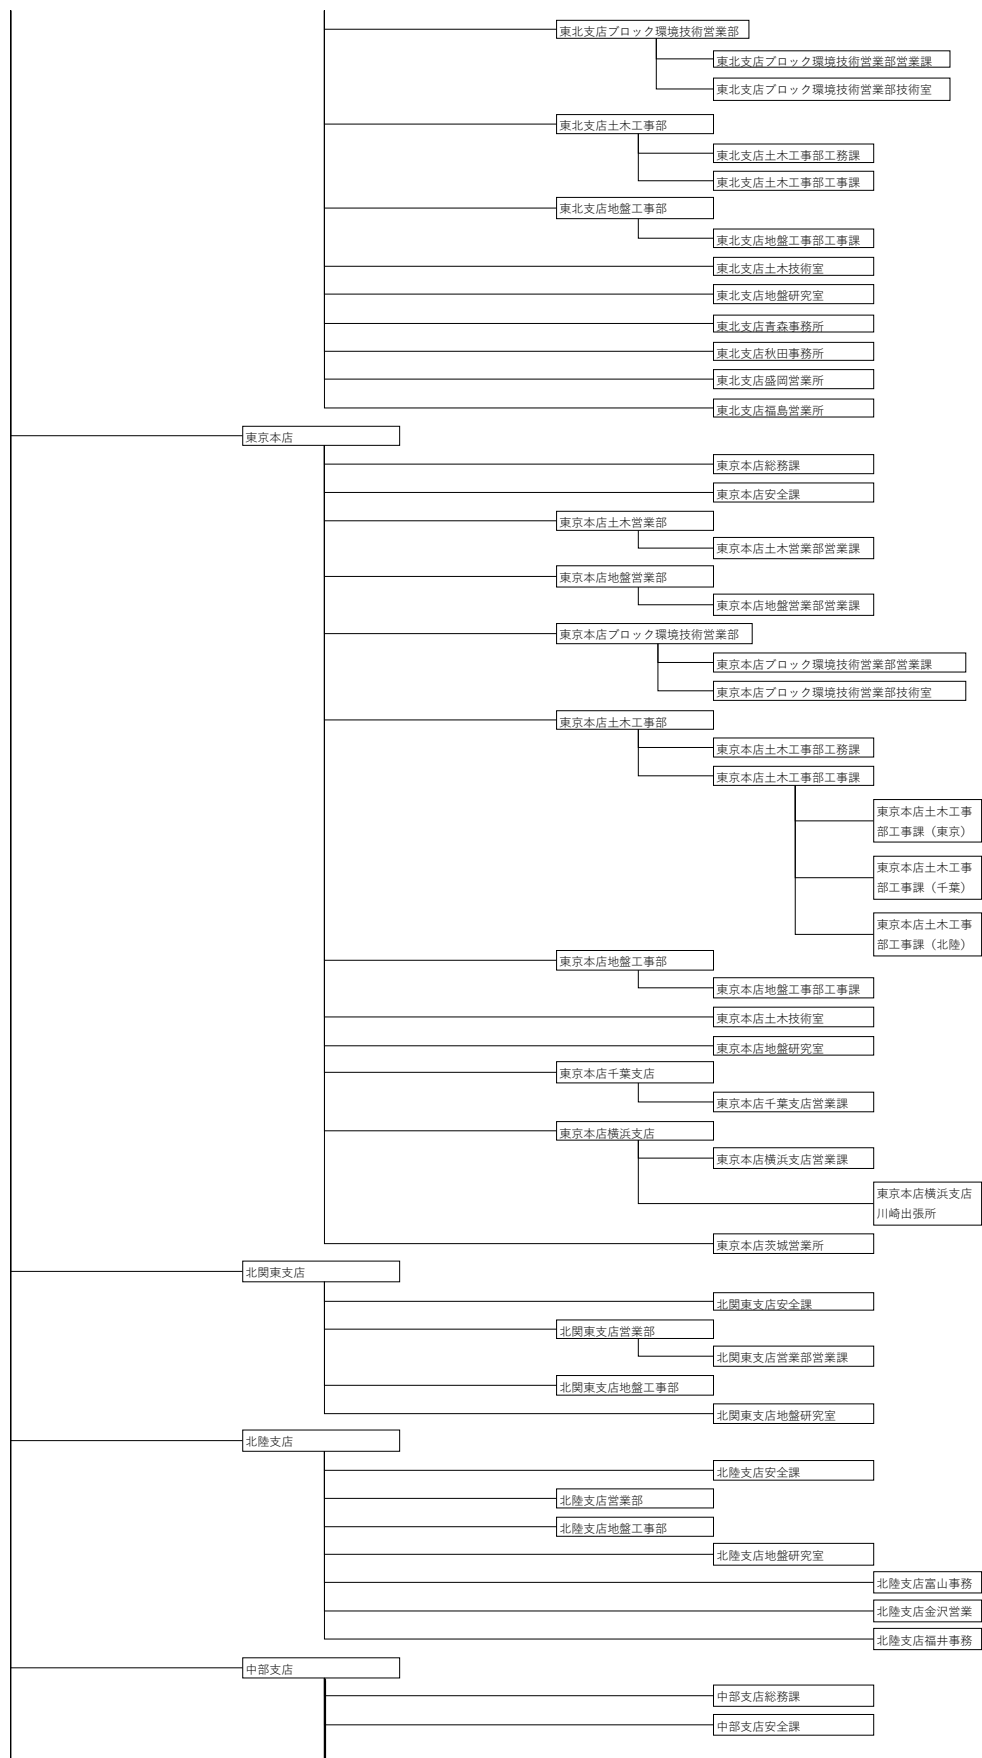 東北支店ブロック環境技術営業部
東北支店ブロック環境技術営業部営業課
東北支店ブロック環境技術営業部技術室
東北支店土木工事部
東北支店土木工事部工務課
東北支店土木工事部工事課
東北支店地盤工事部
東北支店地盤工事部工事課
東北支店土木技術室
東北支店地盤研究室
東北支店青森事務所
東北支店秋田事務所
東北支店盛岡営業所
東北支店福島営業所
東京本店
東京本店総務課
東京本店安全課
東京本店土木営業部
東京本店土木営業部営業課
東京本店地盤営業部
東京本店地盤営業部営業課
東京本店ブロック環境技術営業部
東京本店ブロック環境技術営業部営業課
東京本店ブロック環境技術営業部技術室
東京本店土木工事部
東京本店土木工事部工務課
東京本店土木工事部工事課
東京本店土木工事
部工事課（東京）
東京本店土木工事
部工事課（千葉）
東京本店土木工事
部工事課（北陸）
東京本店地盤工事部
東京本店地盤工事部工事課
東京本店土木技術室
東京本店地盤研究室
東京本店千葉支店
東京本店千葉支店営業課
東京本店横浜支店
東京本店横浜支店営業課
東京本店横浜支店
川崎出張所
東京本店茨城営業所
北関東支店
北関東支店安全課
北関東支店営業部
北関東支店営業部営業課
北関東支店地盤工事部
北関東支店地盤研究室
北陸支店
北陸支店安全課
北陸支店営業部
北陸支店地盤工事部
北陸支店地盤研究室
北陸支店富山事務
北陸支店金沢営業
北陸支店福井事務
中部支店
中部支店総務課
中部支店安全課